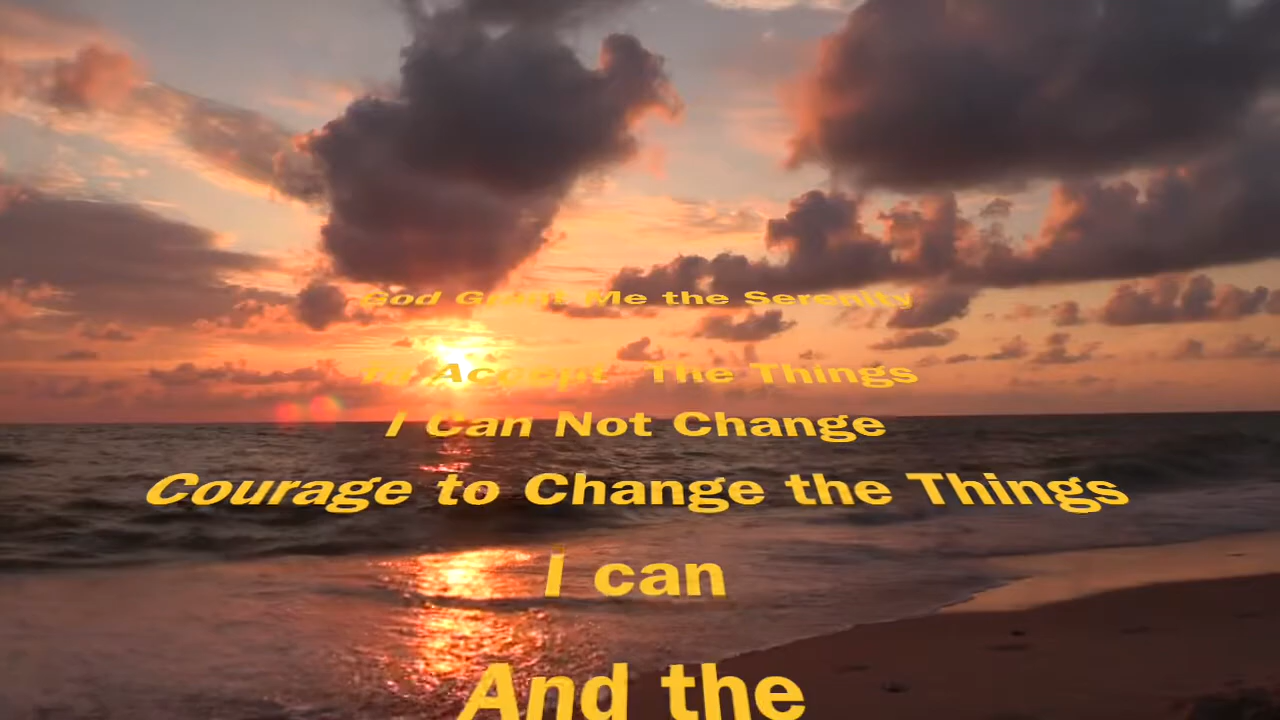 God Grant Me the Serenity
To Accept The Things
I Can Not Change
Courage to Change the Things
I can
And the